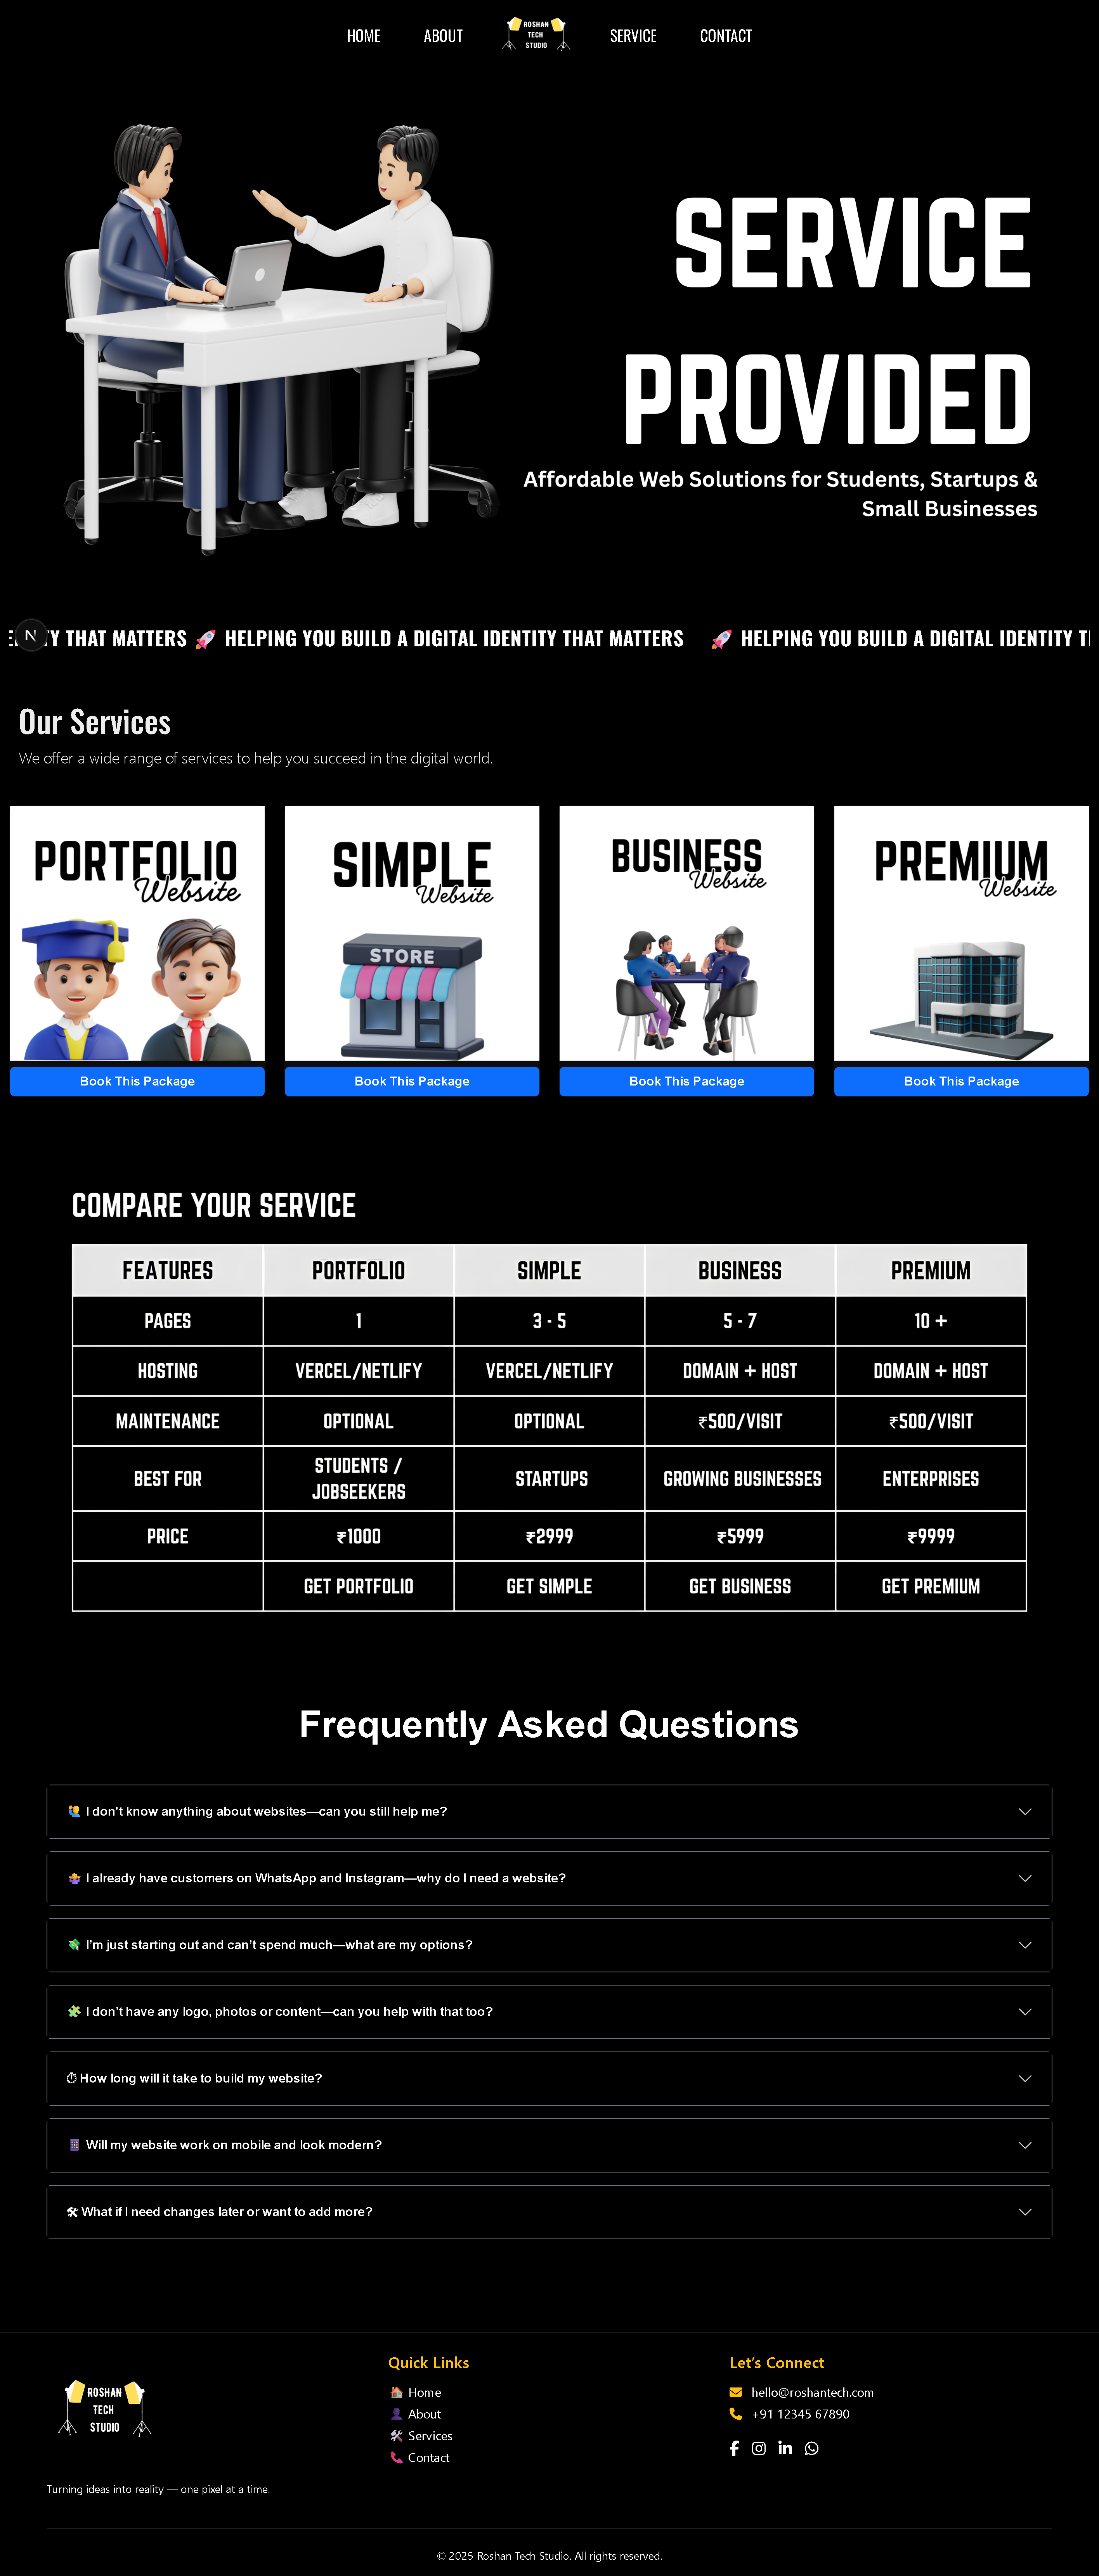 HOME
ABOUT
ROSHAN
TECH
STUDIO
SERVICE
CONTACT
SERVICE
PROVIDED
Affordable Web Solutions for Students, Startups &
Small Businesses
N
TY THAT MATTERS 🚀 HELPING YOU BUILD A DIGITAL IDENTITY THAT MATTERS 🚀 HELPING YOU BUILD A DIGITAL IDENTITY T
Our Services
We offer a wide range of services to help you succeed in the digital world.
PORTFOLIO
Website
SIMPLE
Website
STORE
BUSINESS
Website
PREMIUM
Website
Book This Package
Book This Package
Book This Package
Book This Package
COMPARE YOUR SERVICE
FEATURES PORTFOLIO SIMPLE BUSINESS PREMIUM
PAGES 1 3 - 5 5 - 7 10 +
HOSTING VERCEL/NETLIFY VERCEL/NETLIFY DOMAIN + HOST DOMAIN + HOST
MAINTENANCE OPTIONAL OPTIONAL ₹500/VISIT ₹500/VISIT
BEST FOR STUDENTS / JOBSEEKERS STARTUPS GROWING BUSINESSES ENTERPRISES
PRICE ₹1000 ₹2999 ₹5999 ₹9999
GET PORTFOLIO GET SIMPLE GET BUSINESS GET PREMIUM
Frequently Asked Questions
🙋‍♂️ I don't know anything about websites—can you still help me?
🤷‍♀️ I already have customers on WhatsApp and Instagram—why do I need a website?
💸 I'm just starting out and can't spend much—what are my options?
🧩 I don't have any logo, photos or content—can you help with that too?
⏱ How long will it take to build my website?
📱 Will my website work on mobile and look modern?
🛠 What if I need changes later or want to add more?
ROSHAN
TECH
STUDIO
Turning ideas into reality — one pixel at a time.
Quick Links
🏠 Home
👤 About
🛠 Services
📞 Contact
Let's Connect
hello@roshantech.com
+91 12345 67890
© 2025 Roshan Tech Studio. All rights reserved.